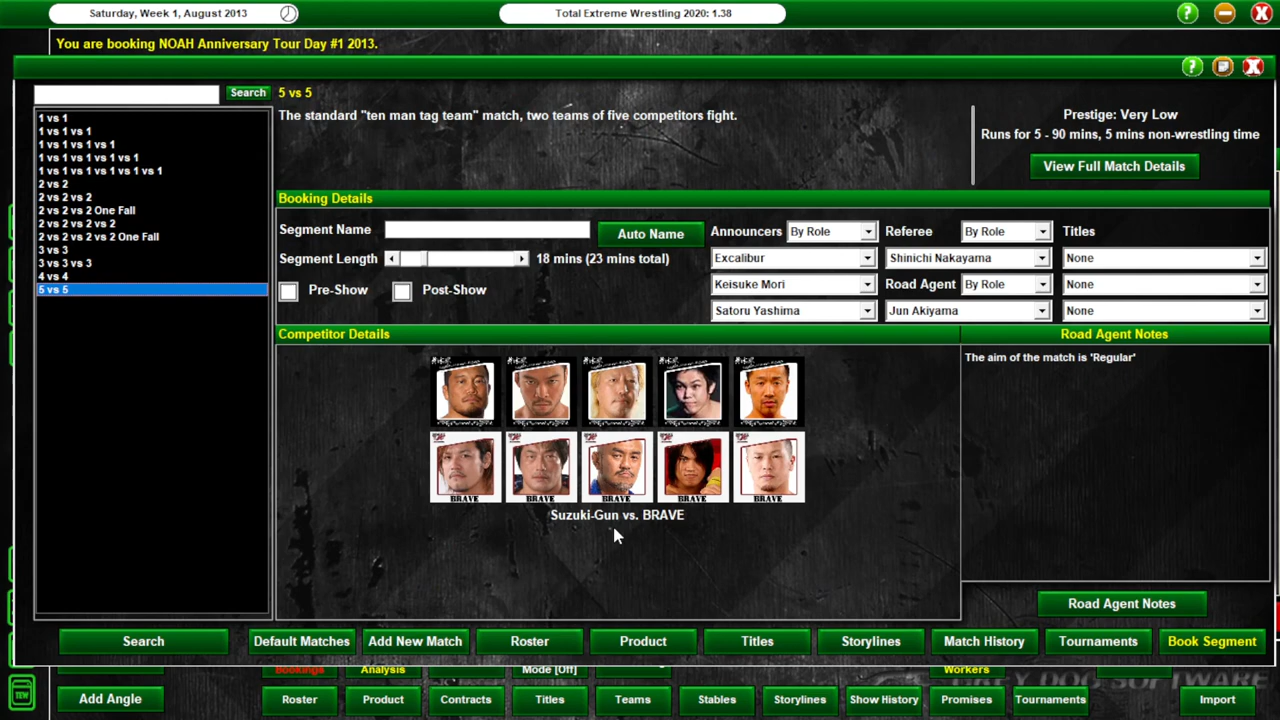 Saturday, Week 1, August 2013
Total Extreme Wrestling 2020: 1.38
You are booking NOAH Anniversary Tour Day #1 2013.
Search
5 vs 5
The standard "ten man tag team" match, two teams of five competitors fight.
Prestige: Very Low
Runs for 5 - 90 mins, 5 mins non-wrestling time
View Full Match Details
1 vs 1
1 vs 1 vs 1
1 vs 1 vs 1 vs 1
1 vs 1 vs 1 vs 1 vs 1
1 vs 1 vs 1 vs 1 vs 1 vs 1
2 vs 2
2 vs 2 vs 2
2 vs 2 vs 2 One Fall
2 vs 2 vs 2 vs 2
2 vs 2 vs 2 vs 2 One Fall
3 vs 3
3 vs 3 vs 3
4 vs 4
5 vs 5
Booking Details
Segment Name
Auto Name
Announcers
By Role
Referee
By Role
Titles
Segment Length
18 mins (23 mins total)
Excalibur
Shinichi Nakayama
None
Pre-Show
Post-Show
Keisuke Mori
Road Agent
By Role
None
Satoru Yashima
Jun Akiyama
None
Competitor Details
Road Agent Notes
The aim of the match is 'Regular'
BRAVE
BRAVE
BRAVE
BRAVE
BRAVE
Suzuki-Gun vs. BRAVE
Road Agent Notes
Search
Default Matches
Add New Match
Roster
Product
Titles
Storylines
Match History
Tournaments
Book Segment
Bookings
Analysis
Mode [Off]
Workers
TEW
Add Angle
Roster
Product
Contracts
Titles
Teams
Stables
Storylines
Show History
Promises
Tournaments
Import